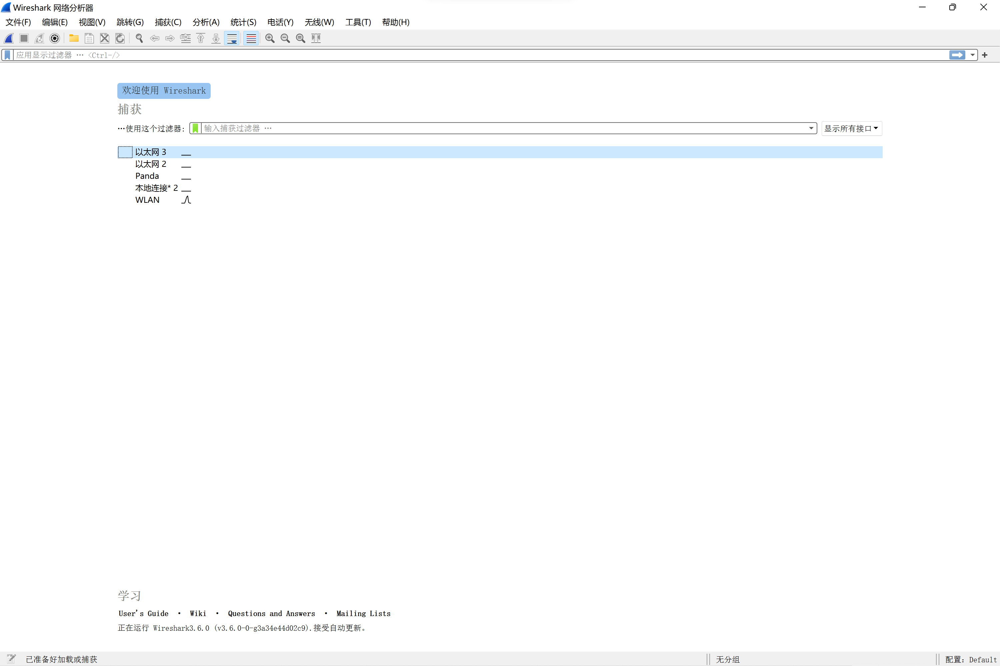 Wireshark 网络分析器
文件(F) 编辑(E) 视图(V) 跳转(G) 捕获(C) 分析(A) 统计(S) 电话(Y) 无线(W) 工具(T) 帮助(H)
应用显示过滤器 … <Ctrl-/>
欢迎使用 Wireshark
捕获
…使用这个过滤器: 输入捕获过滤器 … 显示所有接口
以太网 3
以太网 2
Panda
本地连接* 2
WLAN
学习
User's Guide · Wiki · Questions and Answers · Mailing Lists
正在运行 Wireshark3.6.0 (v3.6.0-0-g3a34e44d02c9).接受自动更新。
已准备好加载或捕获 无分组 配置: Default